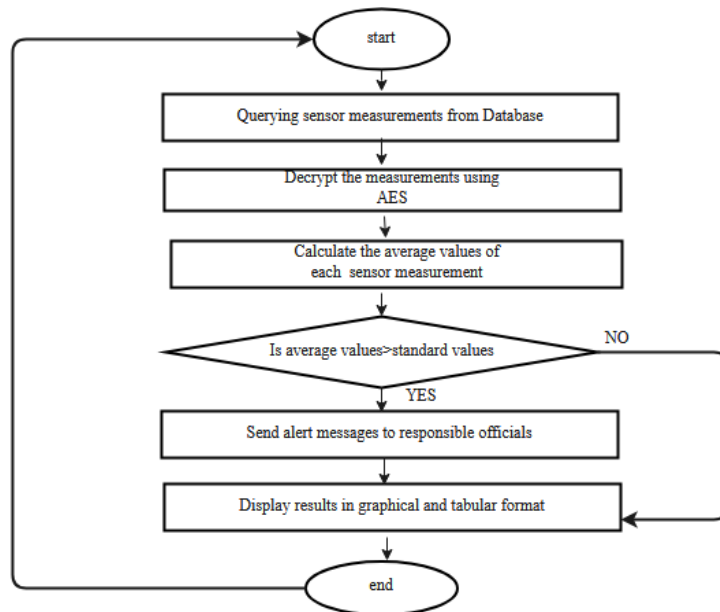 start
Querying sensor measurements from Database
Decrypt the measurements using
AES
Calculate the average values of
each sensor measurement
Is average values>standard values
NO
YES
Send alert messages to responsible officials
Display results in graphical and tabular format
end